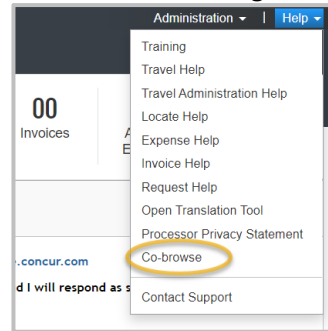 Administration | Help
Training
Travel Help
Travel Administration Help
Locate Help
Expense Help
Invoice Help
Request Help
Open Translation Tool
Processor Privacy Statement
Co-browse
Contact Support
00
Invoices
A
E
.concur.com
d I will respond as s